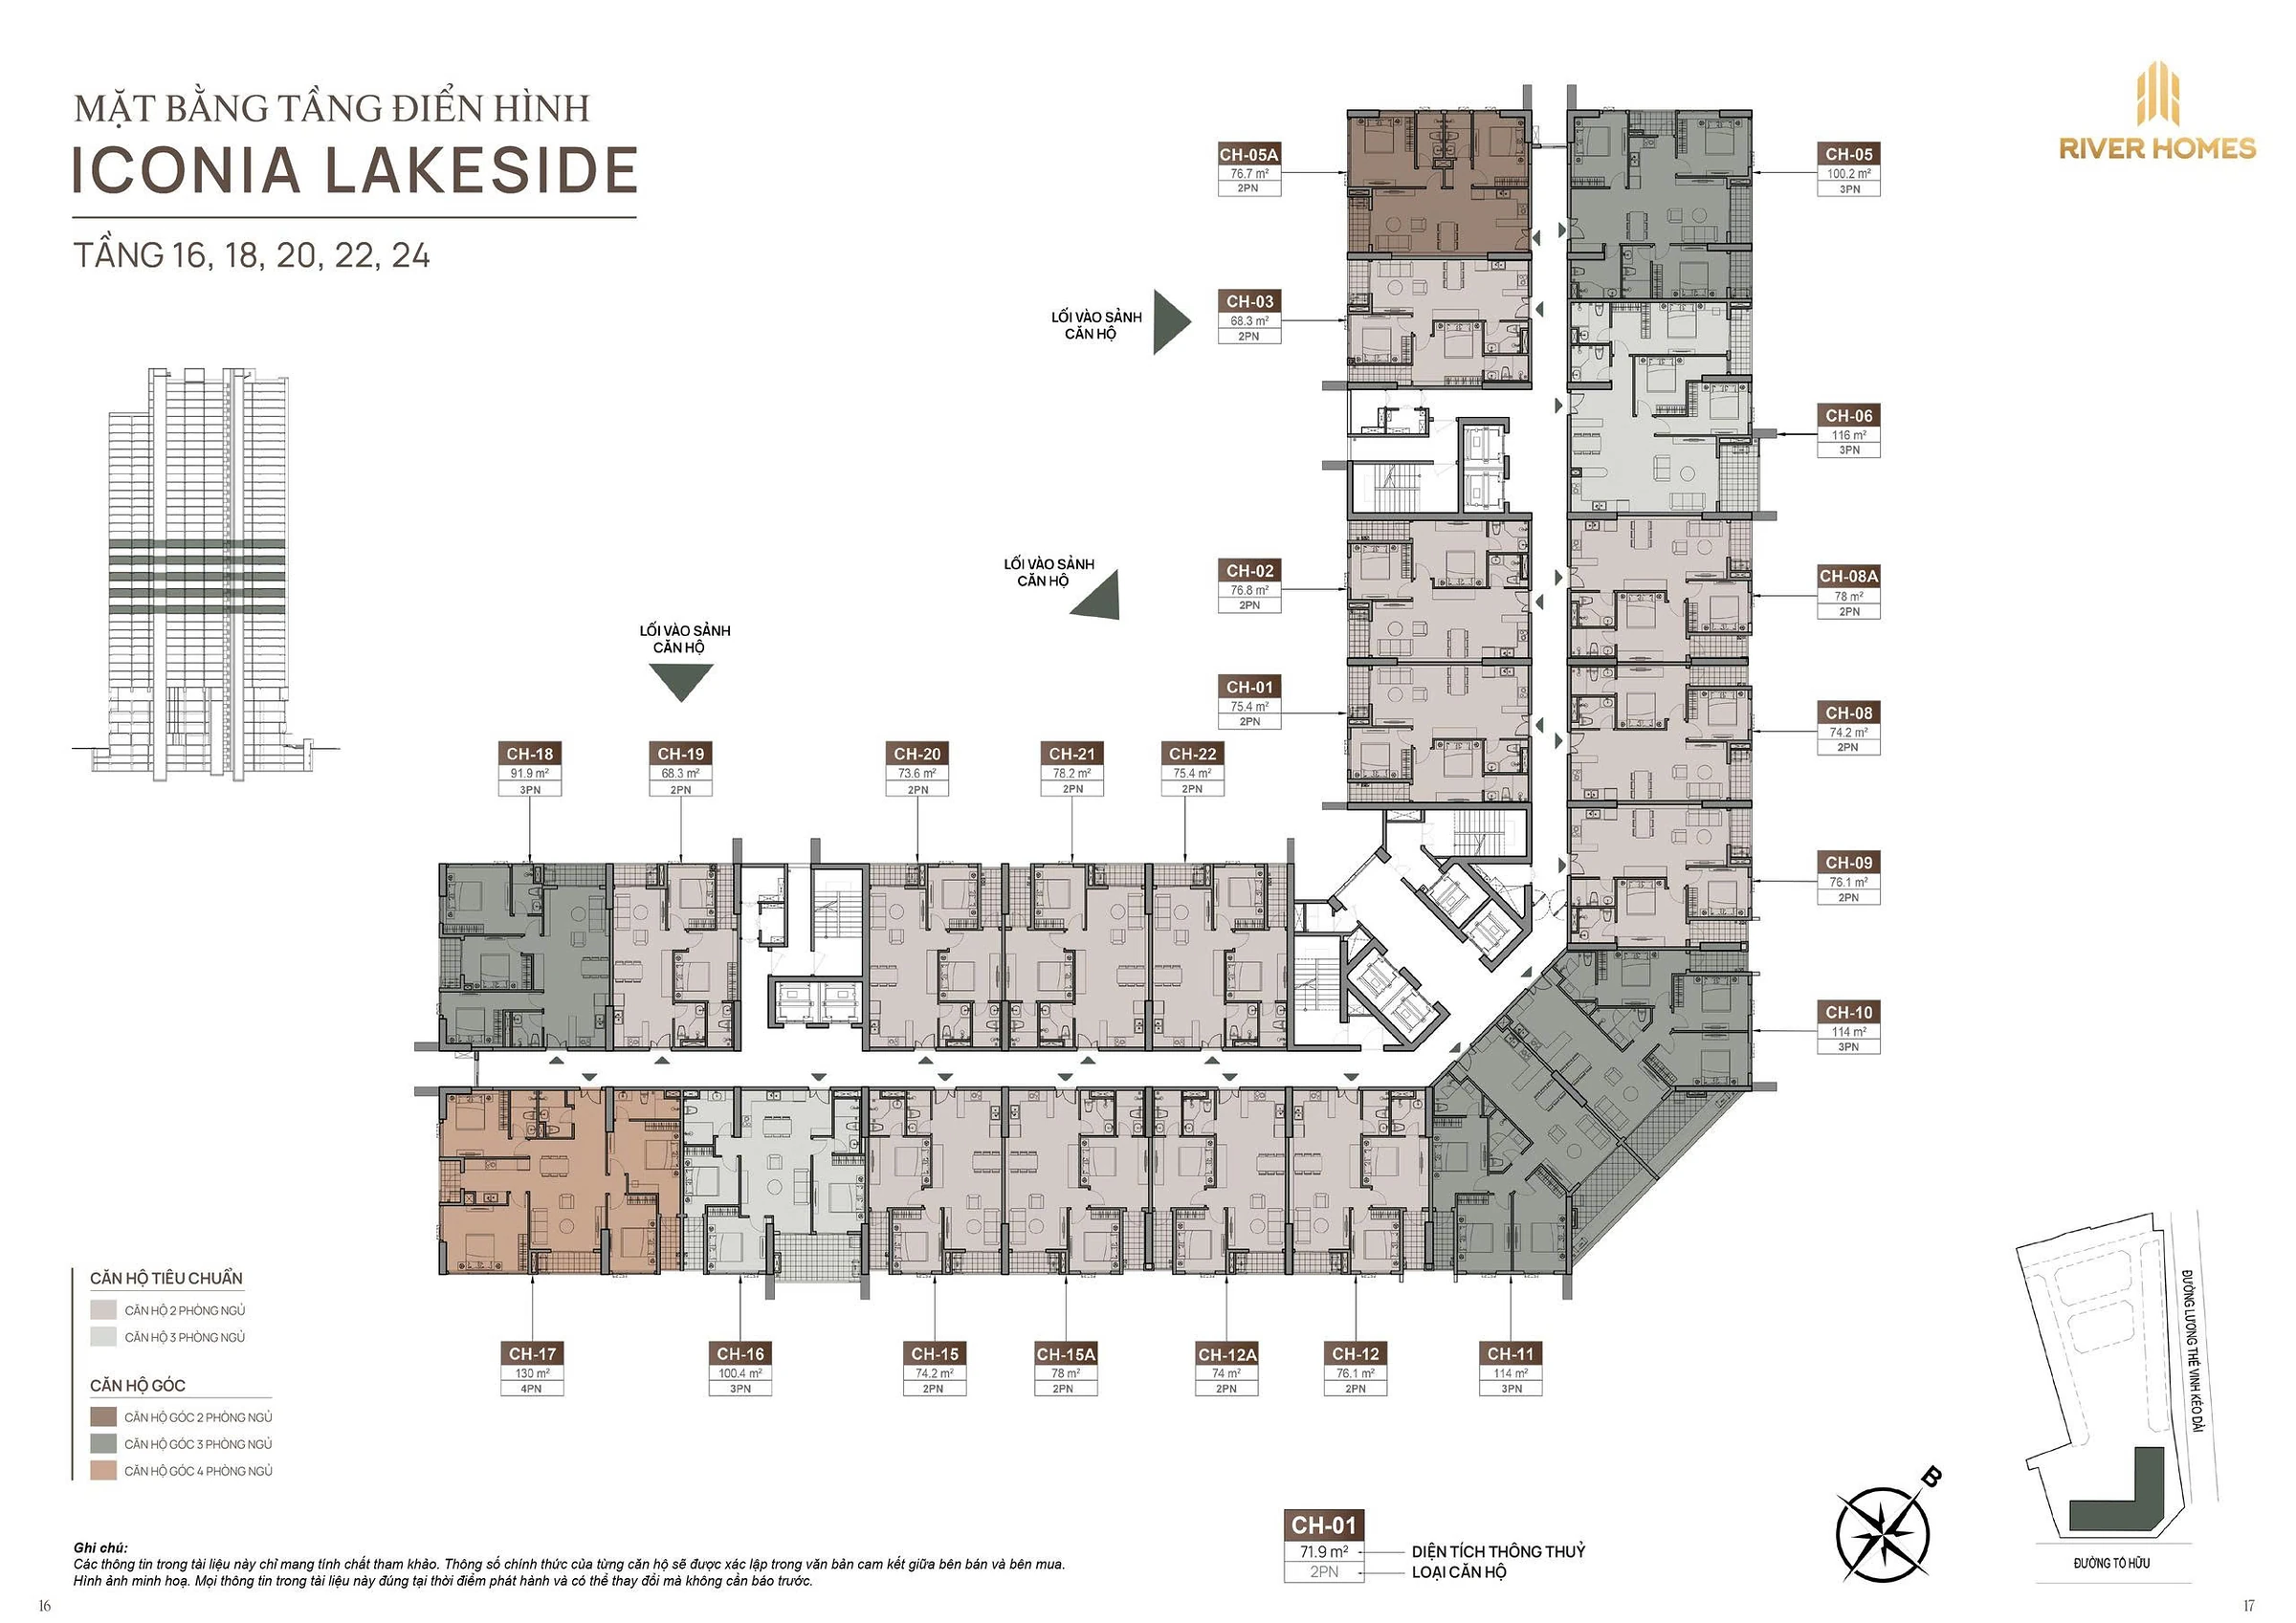 MẶT BẰNG TẦNG ĐIỂN HÌNH
ICONIA LAKESIDE
TẦNG 16, 18, 20, 22, 24
RIVER HOMES
CH-05A
76.7 m²
2PN
CH-05
100.2 m²
3PN
LỐI VÀO SẢNH
CĂN HỘ
CH-03
68.3 m²
2PN
CH-06
116 m²
3PN
LỐI VÀO SẢNH
CĂN HỘ
CH-02
76.8 m²
2PN
CH-08A
78 m²
2PN
LỐI VÀO SẢNH
CĂN HỘ
CH-01
75.4 m²
2PN
CH-08
74.2 m²
2PN
CH-18
91.9 m²
3PN
CH-19
68.3 m²
2PN
CH-20
73.6 m²
2PN
CH-21
78.2 m²
2PN
CH-22
75.4 m²
2PN
CH-09
76.1 m²
2PN
CH-10
114 m²
3PN
CH-17
130 m²
4PN
CH-16
100.4 m²
3PN
CH-15
74.2 m²
2PN
CH-15A
78 m²
2PN
CH-12A
74 m²
2PN
CH-12
76.1 m²
2PN
CH-11
114 m²
3PN
CĂN HỘ TIÊU CHUẨN
CĂN HỘ 2 PHÒNG NGỦ
CĂN HỘ 3 PHÒNG NGỦ
CĂN HỘ GÓC
CĂN HỘ GÓC 2 PHÒNG NGỦ
CĂN HỘ GÓC 3 PHÒNG NGỦ
CĂN HỘ GÓC 4 PHÒNG NGỦ
ĐƯỜNG LƯƠNG THẾ VINH KÉO DÀI
B
ĐƯỜNG TỐ HỮU
CH-01
71.9 m²
DIỆN TÍCH THÔNG THUỶ
2PN
LOẠI CĂN HỘ
Ghi chú:
Các thông tin trong tài liệu này chỉ mang tính chất tham khảo. Thông số chính thức của từng căn hộ sẽ được xác lập trong văn bản cam kết giữa bên bán và bên mua.
Hình ảnh minh hoạ. Mọi thông tin trong tài liệu này đúng tại thời điểm phát hành và có thể thay đổi mà không cần báo trước.
16
17